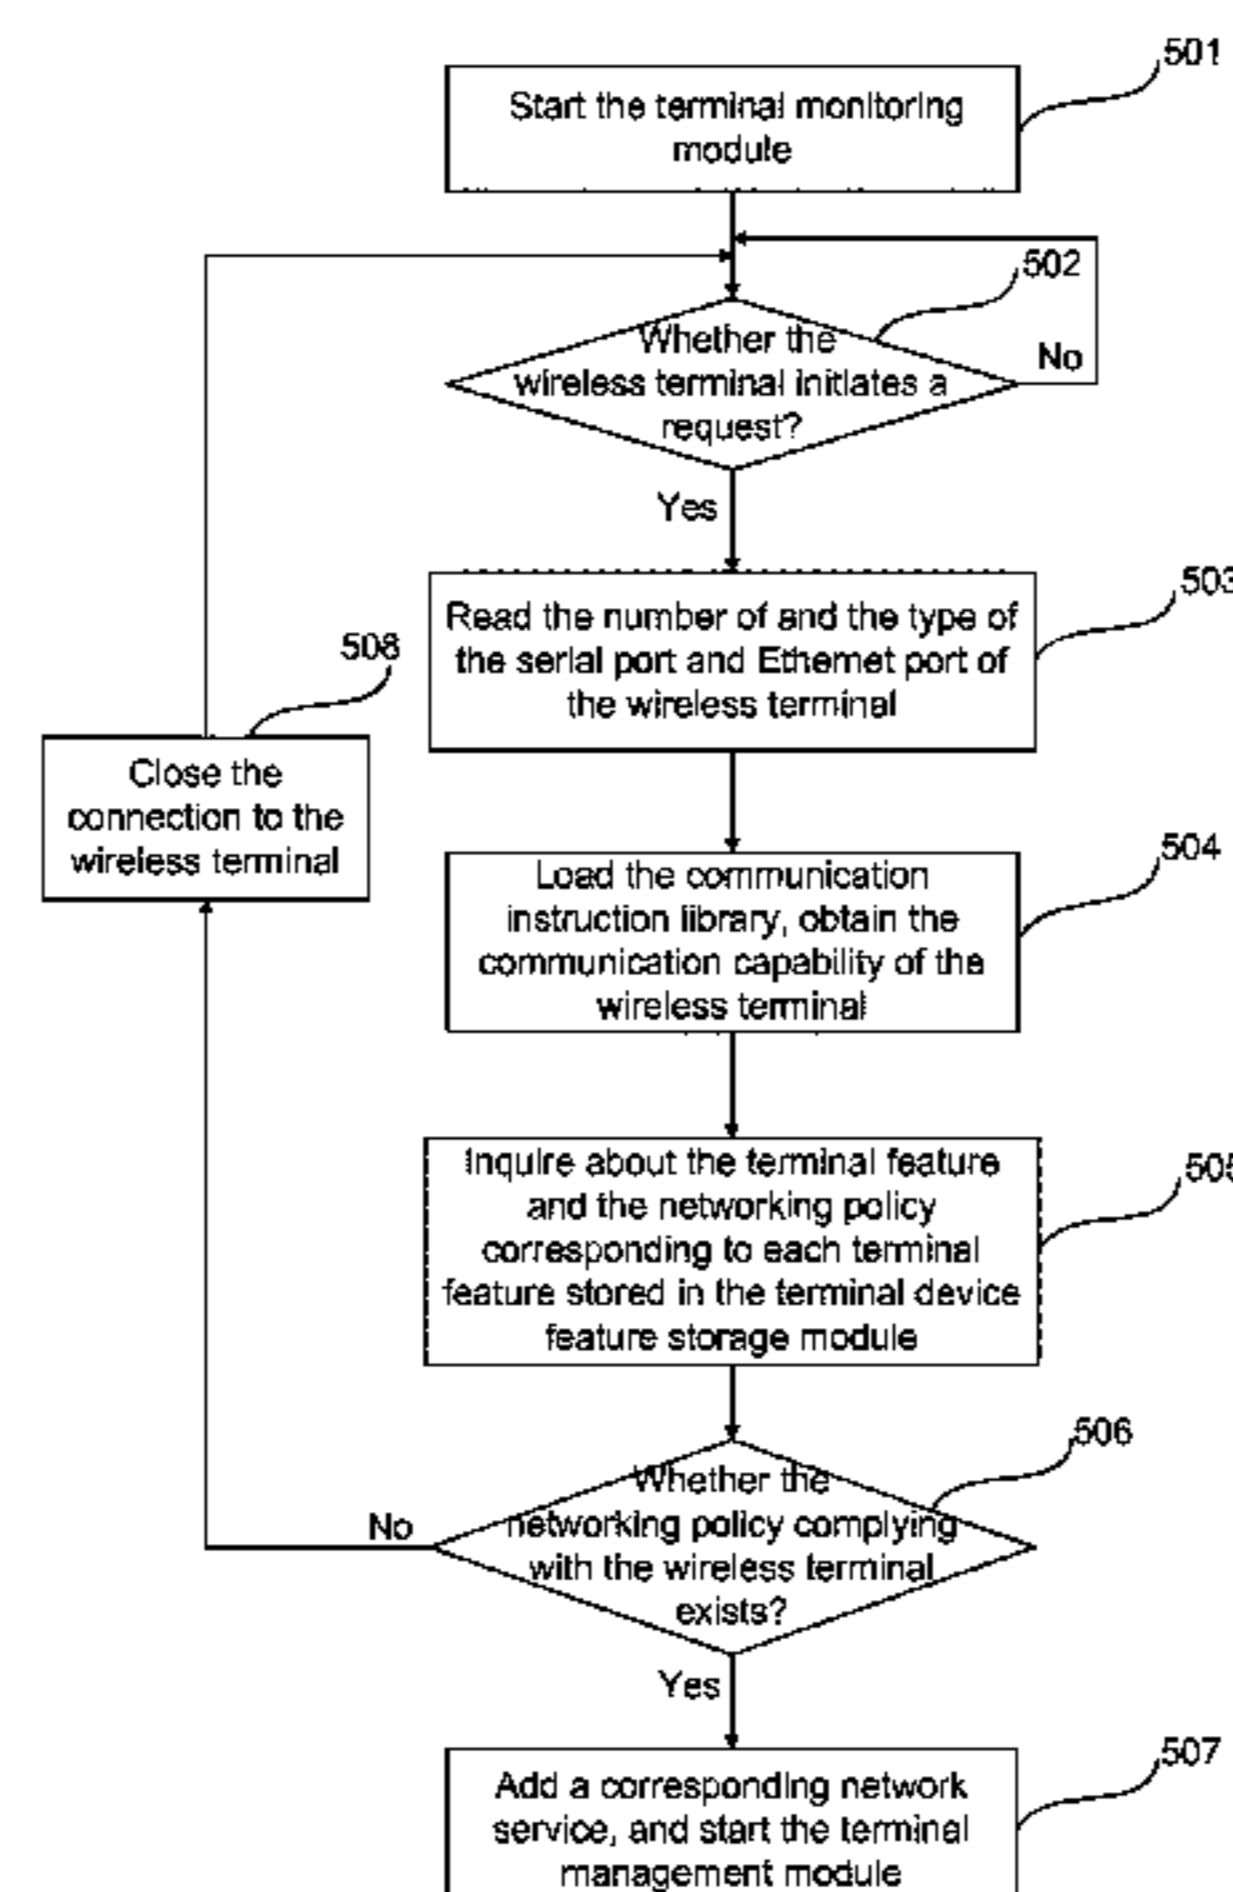 501
Start the terminal monitoring
module
502
Whether the
wireless terminal initiates a
request?
No
Yes
503
Read the number of and the type of
the serial port and Ethernet port of
the wireless terminal
508
Close the
connection to the
wireless terminal
504
Load the communication
instruction library, obtain the
communication capability of the
wireless terminal
505
Inquire about the terminal feature
and the networking policy
corresponding to each terminal
feature stored in the terminal device
feature storage module
506
Whether the
networking policy complying
with the wireless terminal
exists?
No
Yes
507
Add a corresponding network
service, and start the terminal
management module